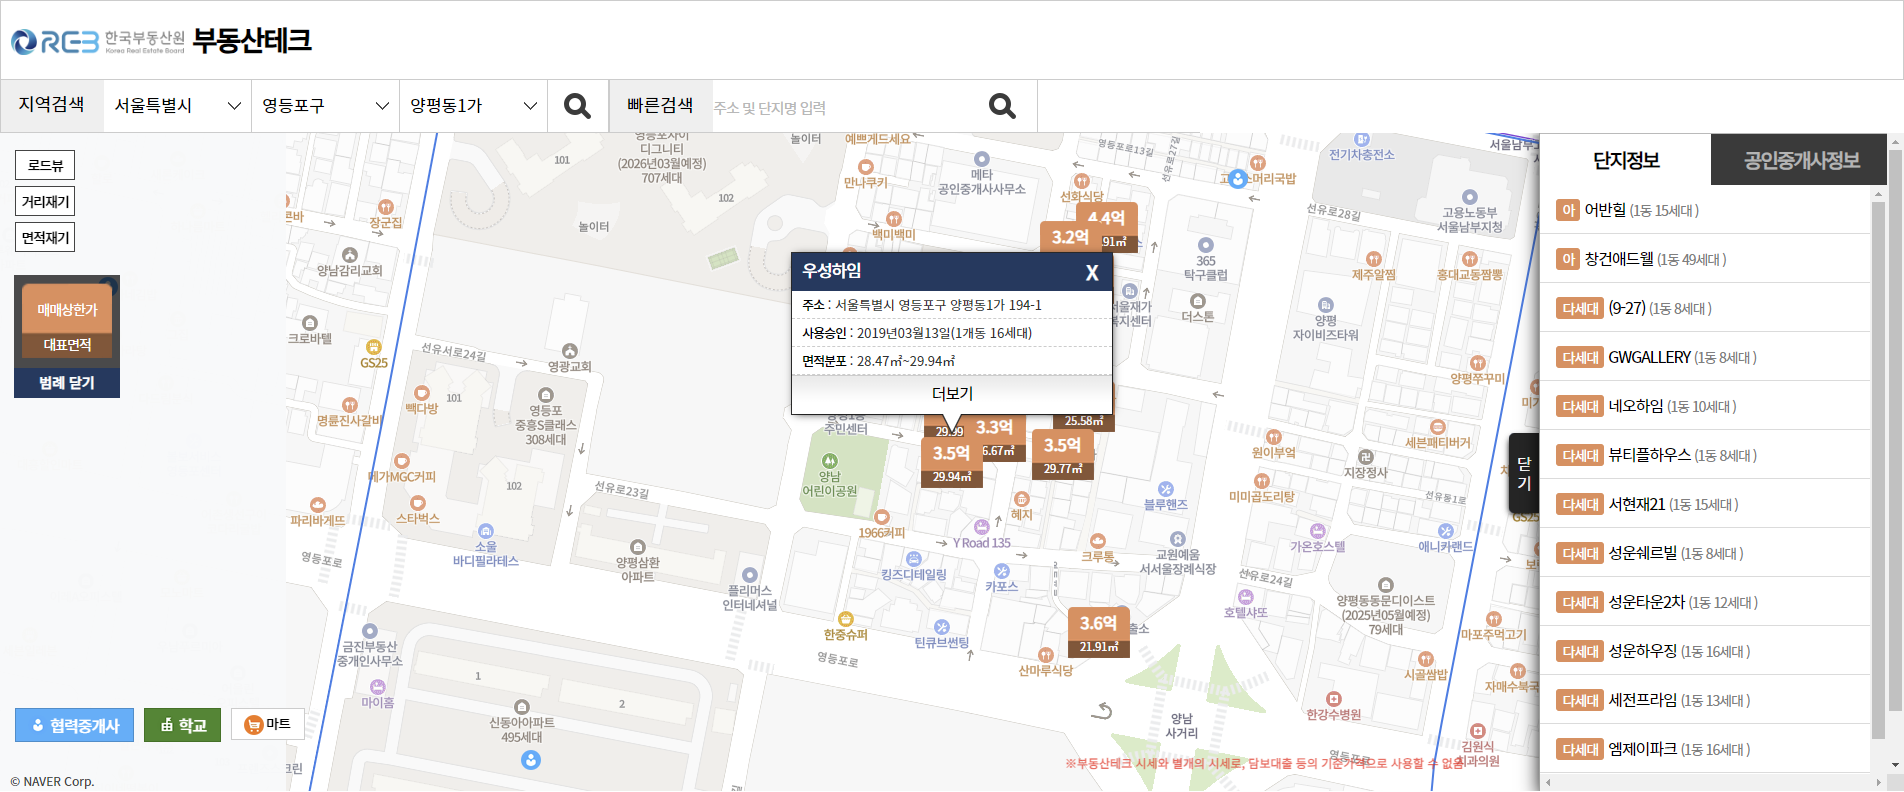 REB 한국부동산원 부동산테크
Korea Real Estate Board
지역검색 서울특별시 영등포구 양평동1가 빠른검색 주소 및 단지명 입력
로드뷰
거리재기
면적재기
매매상한가
대표면적
범례 닫기
협력중개사 학교 마트
© NAVER Corp.
영등포자이
디그니티
(2026년03월예정)
707세대
101
102
놀이터
놀이터
예쁘게드세요
만나쿠키
백미백미
메타
공인중개사사무소
선화식당
영등포로13길
영등포로27길
머리국밥
전기차충전소
고용노동부
서울남부지청
선유로28길
365
탁구클럽
제주알찜
홍대교동짬뽕
장군집
양남감리교회
크로바텔
GS25
선유서로24길
영광교회
더스톤
양평
자이비즈타워
양평쭈꾸미
빽다방
101
영등포
중흥S클래스
308세대
명륜진사갈비
메가MGC커피
102
스타벅스
파리바게뜨
영등포로
소울
바디필라테스
선유로23길
양평삼환
아파트
플리머스
인터내셔널
주민센터
양남
어린이공원
1966커피
킹즈디테일링
Y Road 135
혜지
카포스
크루통
블루핸즈
교원예움
서서울장례식장
세븐패티버거
원이부엌
지장정사
미미곱도리탕
선유동1로
가온호스텔
애니카랜드
GS25
영등포로24길
호텔샤또
양평동동문디이스트
(2025년05월예정)
79세대
마포주먹고기
시골쌈밥
자매수북국
한강수병원
김원식
치과의원
한중슈퍼
틴큐브썬팅
산마루식당
영등포로
금진부동산
중개인사무소
마이홈
1
2
신동아아파트
495세대
양남
사거리
영등포로
4.4억
3.2억
우성하임 X
주소 : 서울특별시 영등포구 양평동1가 194-1
사용승인 : 2019년03월13일(1개동 16세대)
면적분포 : 28.47㎡~29.94㎡
더보기
25.58㎡
29.99
3.3억
3.5억
29.94㎡
3.5억
29.77㎡
3.6억
21.91㎡
※부동산테크 시세와 별개의 시세로, 담보대출 등의 기준가격으로 사용할 수 없음
닫기
단지정보 공인중개사정보
아 어반힐 (1동 15세대 )
아 창건애드웰 (1동 49세대 )
다세대 (9-27) (1동 8세대 )
다세대 GWGALLERY (1동 8세대 )
다세대 네오하임 (1동 10세대 )
다세대 뷰티플하우스 (1동 8세대 )
다세대 서현재21 (1동 15세대 )
다세대 성운쉐르빌 (1동 8세대 )
다세대 성운타운2차 (1동 12세대 )
다세대 성운하우징 (1동 16세대 )
다세대 세전프라임 (1동 13세대 )
다세대 엠제이파크 (1동 16세대 )